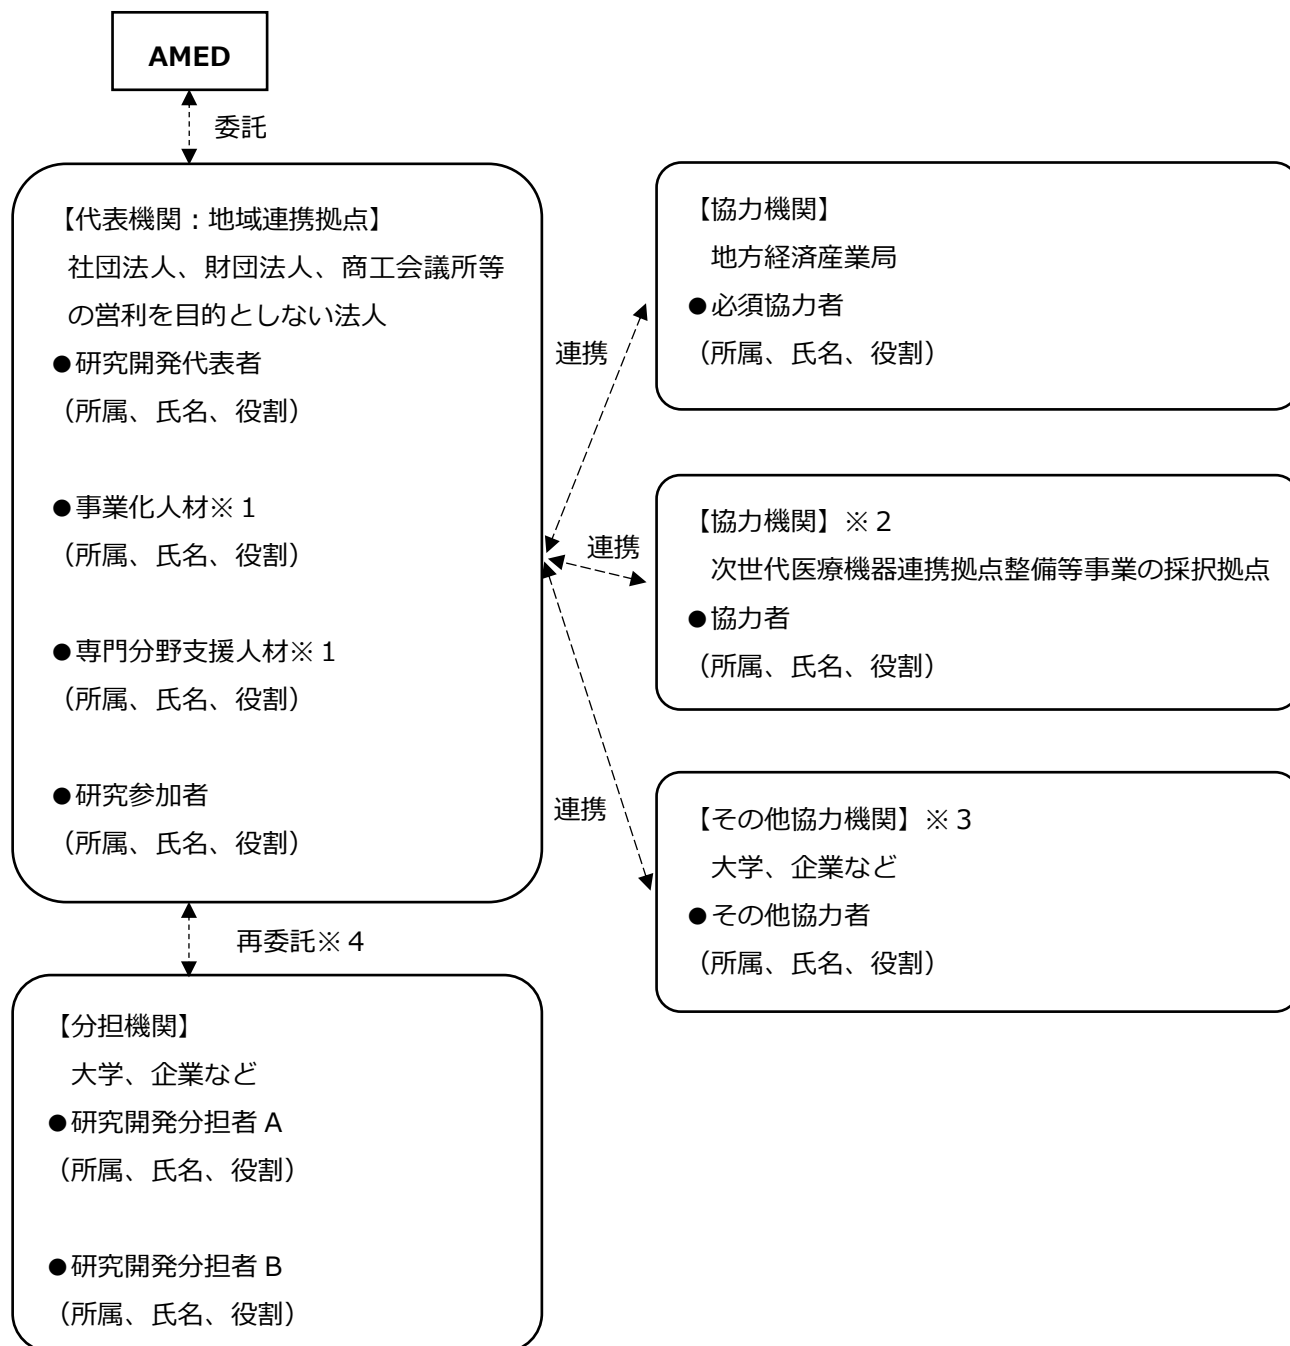 AMED
委託
【代表機関：地域連携拠点】
社団法人、財団法人、商工会議所等
の営利を目的としない法人
●研究開発代表者
（所属、氏名、役割）
●事業化人材※１
（所属、氏名、役割）
●専門分野支援人材※１
（所属、氏名、役割）
●研究参加者
（所属、氏名、役割）
再委託※４
【分担機関】
大学、企業など
●研究開発分担者 A
（所属、氏名、役割）
●研究開発分担者 B
（所属、氏名、役割）
連携
【協力機関】
地方経済産業局
●必須協力者
（所属、氏名、役割）
連携
【協力機関】※２
次世代医療機器連携拠点整備等事業の採択拠点
●協力者
（所属、氏名、役割）
連携
【その他協力機関】※３
大学、企業など
●その他協力者
（所属、氏名、役割）